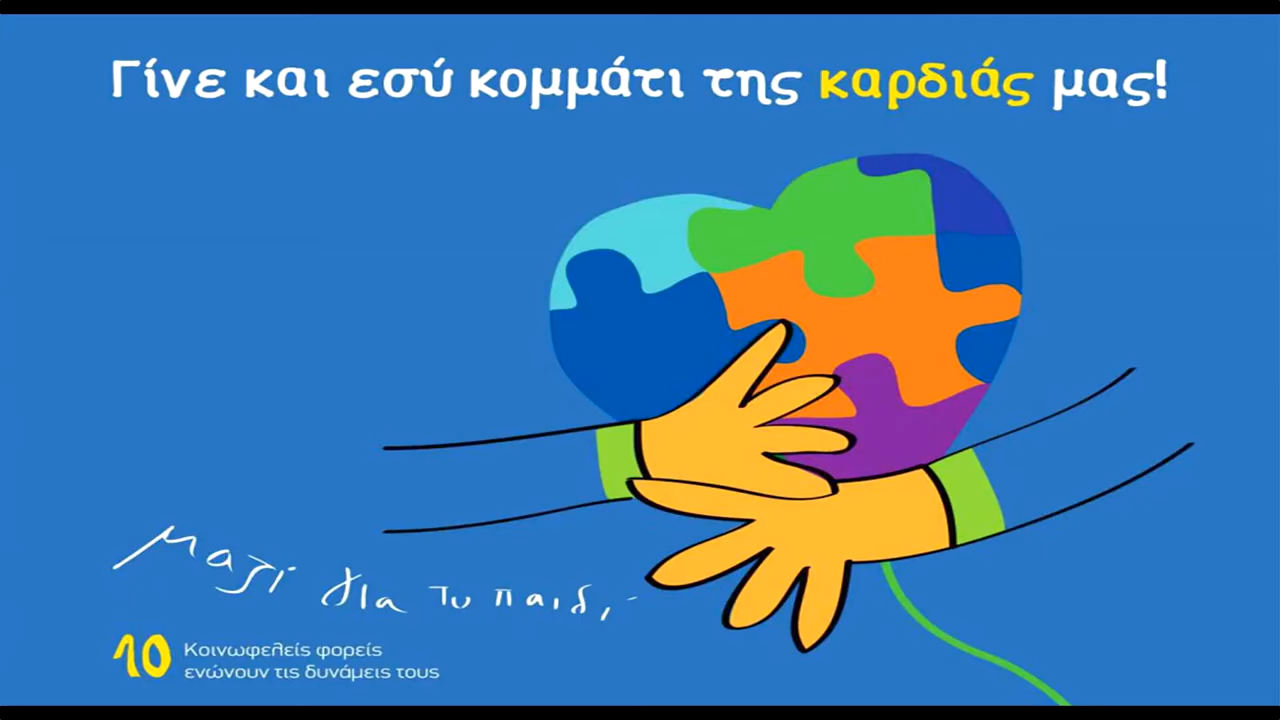 Γίνε και εσύ κομμάτι της καρδιάς μας!
Μαζί για το παιδί
10 Κοινωφελείς φορείς
ενώνουν τις δυνάμεις τους